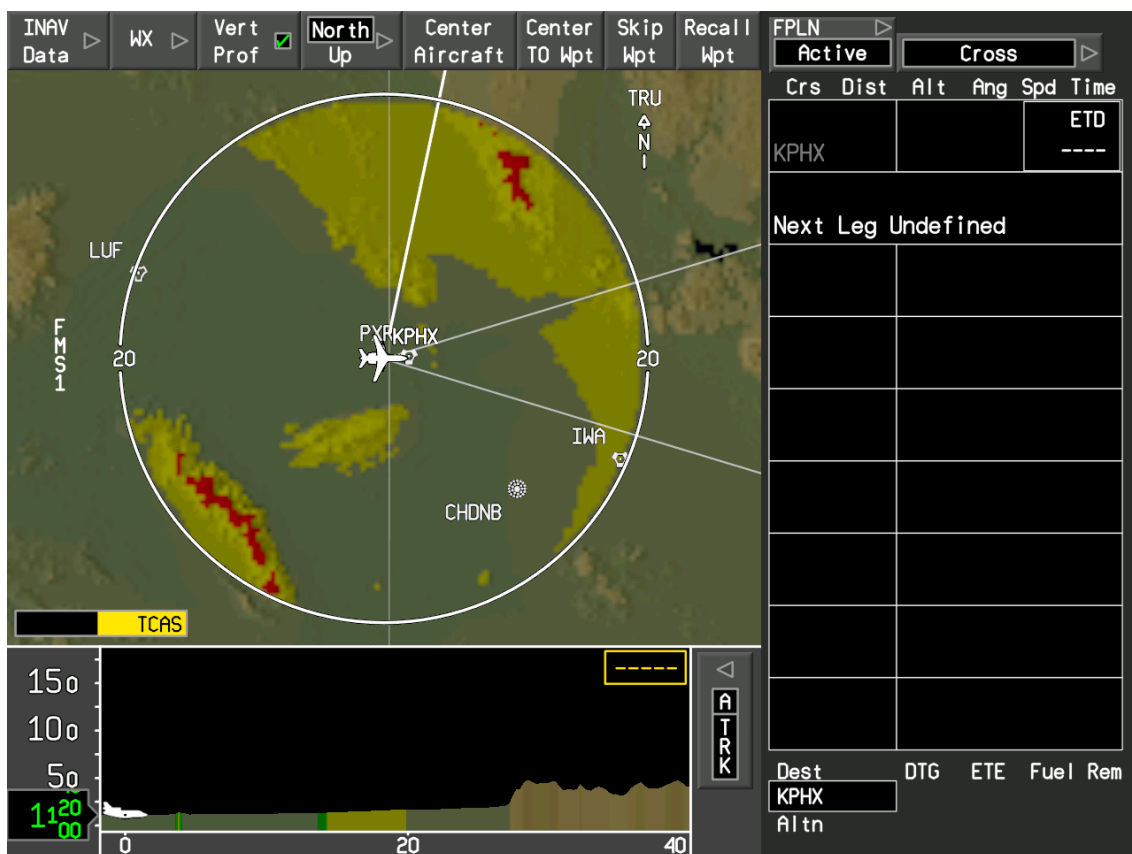 INAV Data
WX
Vert Prof
North Up
Center Aircraft
Center TO Wpt
Skip Wpt
Recall Wpt
TRU
N
LUF
FMS1
20
20
PXR KPHX
IWA
CHDNB
TCAS
150
100
50
1120
00
-----
0
20
40
A
TRK
FPLN
Active
Cross
Crs Dist Alt Ang Spd Time
ETD
KPHX
----
Next Leg Undefined
Dest DTG ETE Fuel Rem
KPHX
Altn